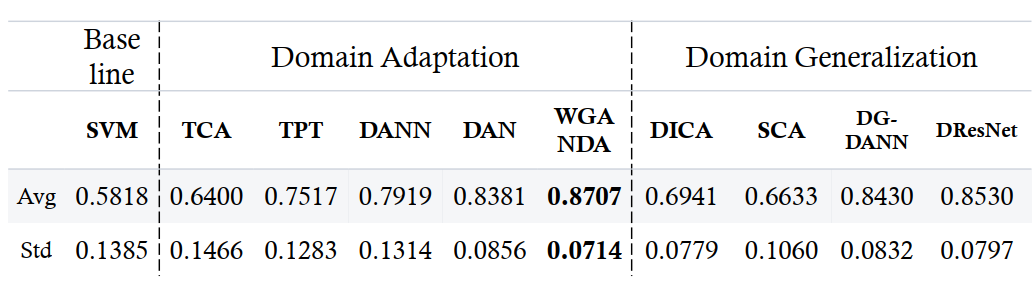 Base
line
Domain Adaptation
Domain Generalization
SVM TCA TPT DANN DAN WGA
NDA DICA SCA DG-
DANN DResNet
Avg 0.5818 0.6400 0.7517 0.7919 0.8381 0.8707 0.6941 0.6633 0.8430 0.8530
Std 0.1385 0.1466 0.1283 0.1314 0.0856 0.0714 0.0779 0.1060 0.0832 0.0797